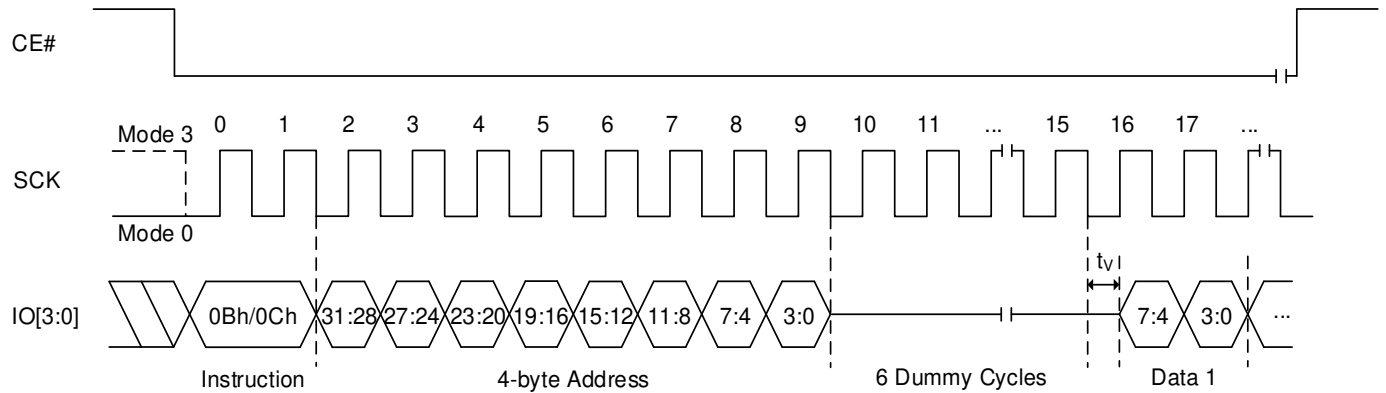 CE#
Mode 3 0 1 2 3 4 5 6 7 8 9 10 11 ... 15 16 17 ...
SCK
Mode 0
tV
IO[3:0] 0Bh/0Ch 31:28 27:24 23:20 19:16 15:12 11:8 7:4 3:0 7:4 3:0 ...
Instruction 4-byte Address 6 Dummy Cycles Data 1